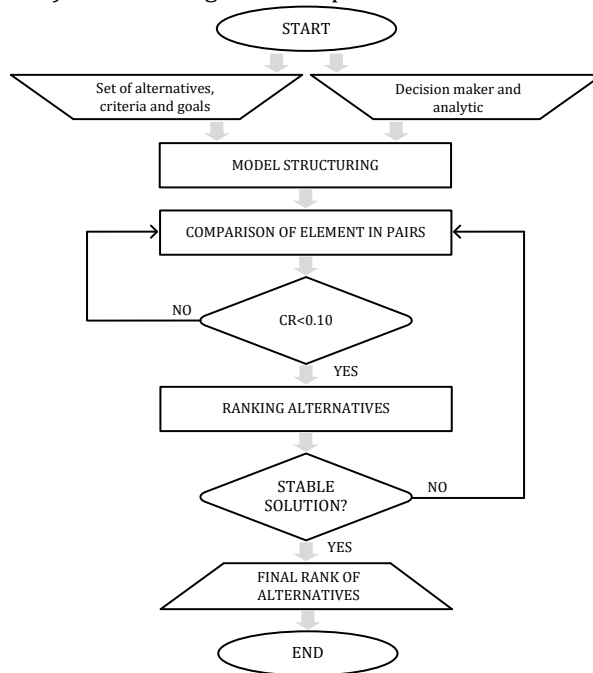 START
Set of alternatives,
criteria and goals
Decision maker and
analytic
MODEL STRUCTURING
COMPARISON OF ELEMENT IN PAIRS
NO
CR<0.10
YES
RANKING ALTERNATIVES
STABLE
SOLUTION?
NO
YES
FINAL RANK OF
ALTERNATIVES
END